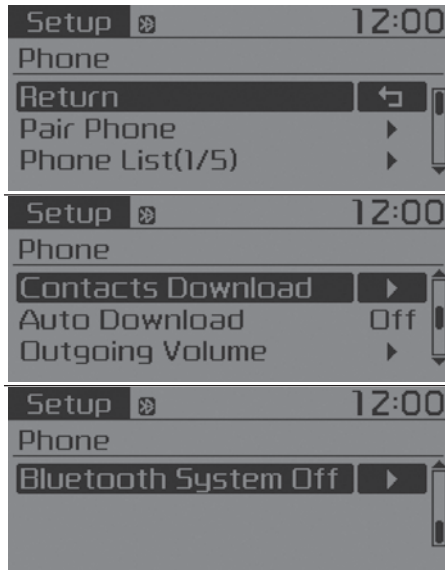 Setup 12:00
Phone
Return
Pair Phone
Phone List(1/5)
Setup 12:00
Phone
Contacts Download
Auto Download Off
Outgoing Volume
Setup 12:00
Phone
Bluetooth System Off